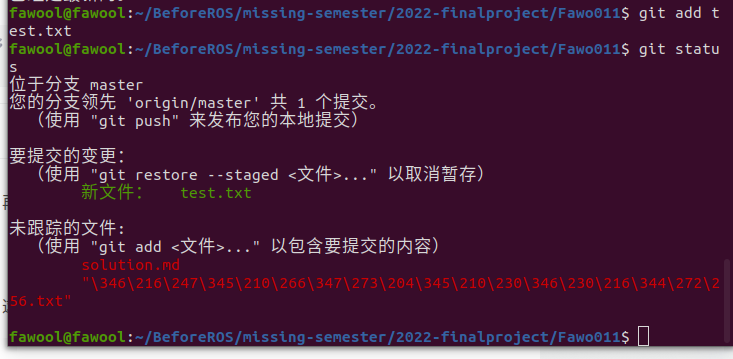 fawool@fawool:~/BeforeROS/missing-semester/2022-finalproject/Fawo011$ git add t
est.txt
fawool@fawool:~/BeforeROS/missing-semester/2022-finalproject/Fawo011$ git statu
s
位于分支 master
您的分支领先 'origin/master' 共 1 个提交。
  （使用 "git push" 来发布您的本地提交）

要提交的变更：
  （使用 "git restore --staged <文件>..." 以取消暂存）
        新文件：   test.txt

未跟踪的文件:
  （使用 "git add <文件>..." 以包含要提交的内容）
        solution.md
        "\346\216\247\345\210\266\347\273\204\345\210\230\346\230\216\344\272\2
56.txt"

fawool@fawool:~/BeforeROS/missing-semester/2022-finalproject/Fawo011$